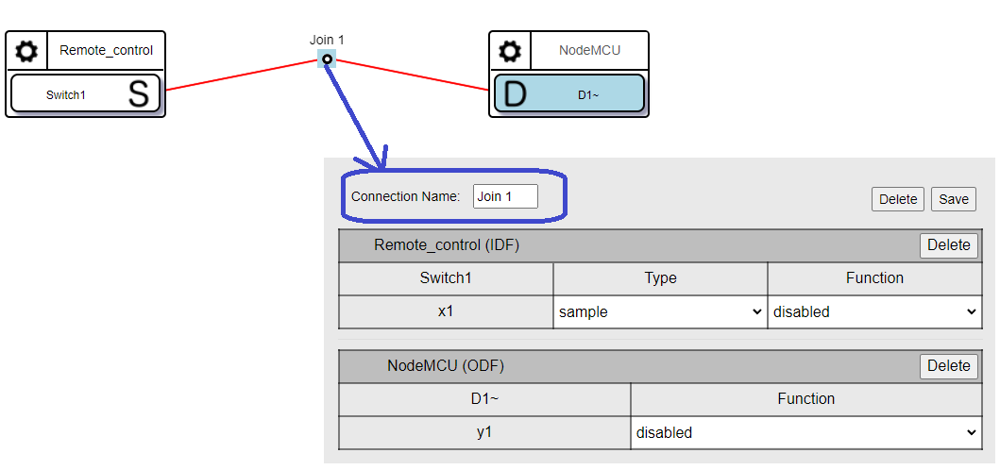 Join 1
Remote_control
NodeMCU
Switch1 S
D D1~
Connection Name: Join 1
Delete Save
Remote_control (IDF) Delete
Switch1 Type Function
x1 sample disabled
NodeMCU (ODF) Delete
D1~ Function
y1 disabled